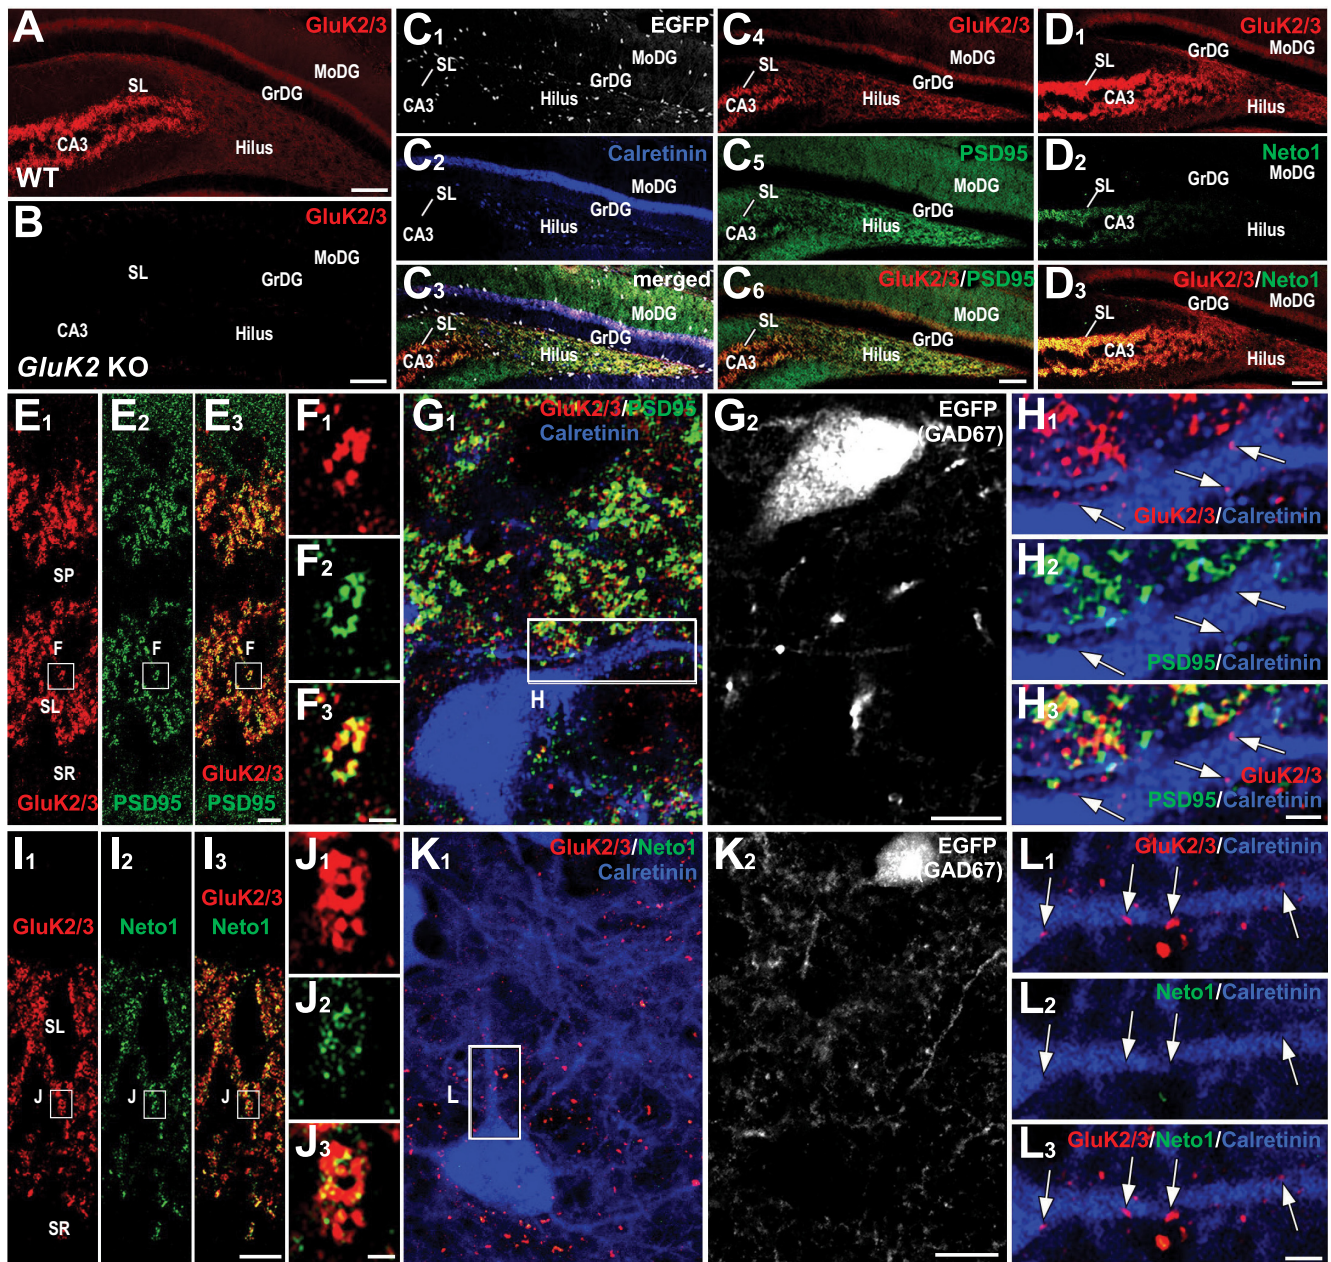 A
GluK2/3
MoDG
SL
GrDG
CA3
Hilus
WT
B
GluK2/3
MoDG
SL
GrDG
CA3
Hilus
GluK2 KO
C1
EGFP
SL
MoDG
GrDG
CA3
Hilus
C2
Calretinin
SL
MoDG
GrDG
CA3
Hilus
C3
merged
SL
MoDG
GrDG
CA3
Hilus
C4
GluK2/3
SL
MoDG
GrDG
CA3
Hilus
C5
PSD95
SL
MoDG
GrDG
CA3
Hilus
C6
GluK2/3/PSD95
SL
MoDG
GrDG
CA3
Hilus
D1
GluK2/3
GrDG
MoDG
SL
CA3
Hilus
D2
Neto1
GrDG
MoDG
SL
CA3
Hilus
D3
GluK2/3/Neto1
GrDG
MoDG
SL
CA3
Hilus
E1
SP
F
SL
SR
GluK2/3
E2
F
PSD95
E3
F
GluK2/3
PSD95
F1
F2
F3
G1
GluK2/3/PSD95
Calretinin
H
G2
EGFP
(GAD67)
H1
GluK2/3/Calretinin
H2
PSD95/Calretinin
H3
GluK2/3
PSD95/Calretinin
I1
GluK2/3
SL
J
SR
I2
Neto1
J
I3
GluK2/3
Neto1
J
J1
J2
J3
K1
GluK2/3/Neto1
Calretinin
L
K2
EGFP
(GAD67)
L1
GluK2/3/Calretinin
L2
Neto1/Calretinin
L3
GluK2/3/Neto1/Calretinin